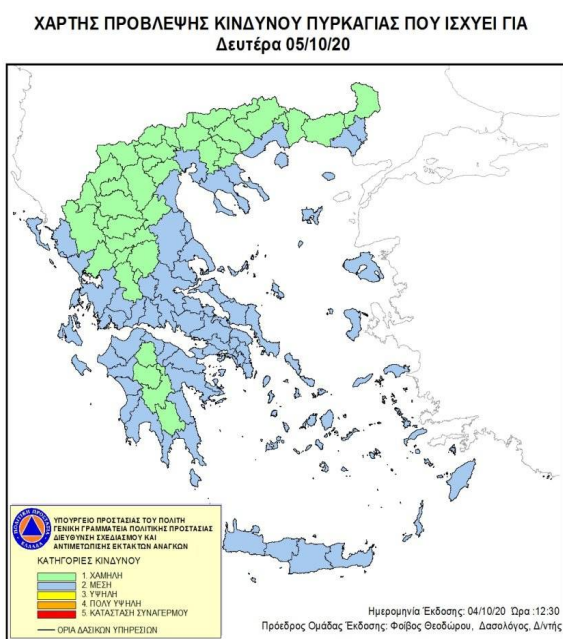 ΧΑΡΤΗΣ ΠΡΟΒΛΕΨΗΣ ΚΙΝΔΥΝΟΥ ΠΥΡΚΑΓΙΑΣ ΠΟΥ ΙΣΧΥΕΙ ΓΙΑ
Δευτέρα 05/10/20
ΠΟΛΙΤΙΚΗ ΠΡΟΣΤΑΣΙΑ
ΕΛΛΑΔΑ
ΥΠΟΥΡΓΕΙΟ ΠΡΟΣΤΑΣΙΑΣ ΤΟΥ ΠΟΛΙΤΗ
ΓΕΝΙΚΗ ΓΡΑΜΜΑΤΕΙΑ ΠΟΛΙΤΙΚΗΣ ΠΡΟΣΤΑΣΙΑΣ
ΔΙΕΥΘΥΝΣΗ ΣΧΕΔΙΑΣΜΟΥ ΚΑΙ
ΑΝΤΙΜΕΤΩΠΙΣΗΣ ΕΚΤΑΚΤΩΝ ΑΝΑΓΚΩΝ
ΚΑΤΗΓΟΡΙΕΣ ΚΙΝΔΥΝΟΥ
1. ΧΑΜΗΛΗ
2. ΜΕΣΗ
3. ΥΨΗΛΗ
4. ΠΟΛΥ ΥΨΗΛΗ
5. ΚΑΤΑΣΤΑΣΗ ΣΥΝΑΓΕΡΜΟΥ
ΟΡΙΑ ΔΑΣΙΚΩΝ ΥΠΗΡΕΣΙΩΝ
Ημερομηνία Έκδοσης: 04/10/20 Ώρα :12:30
Πρόεδρος Ομάδας Έκδοσης: Φοίβος Θεοδώρου, Δασολόγος, Δ/ντής